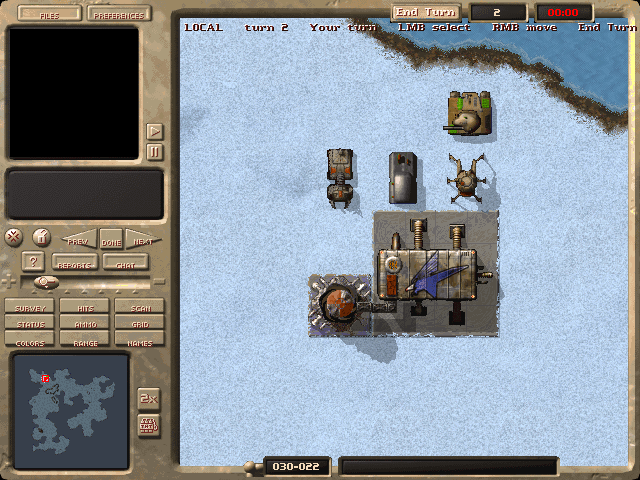 FILES PREFERENCES End Turn 2 00:00
LOCAL turn 2 Your turn LMB select RMB move End Turn
PREV DONE NEXT
? REPORTS CHAT
SURVEY HITS SCAN
STATUS AMMO GRID
COLORS RANGE NAMES
2x
030-022